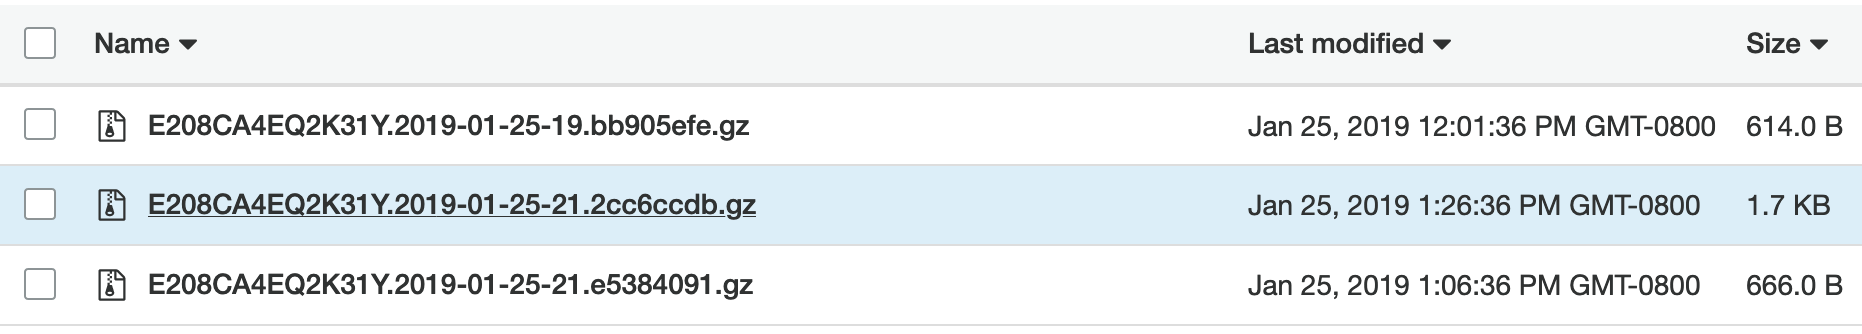 Name Last modified Size
E208CA4EQ2K31Y.2019-01-25-19.bb905efe.gz Jan 25, 2019 12:01:36 PM GMT-0800 614.0 B
E208CA4EQ2K31Y.2019-01-25-21.2cc6ccdb.gz Jan 25, 2019 1:26:36 PM GMT-0800 1.7 KB
E208CA4EQ2K31Y.2019-01-25-21.e5384091.gz Jan 25, 2019 1:06:36 PM GMT-0800 666.0 B